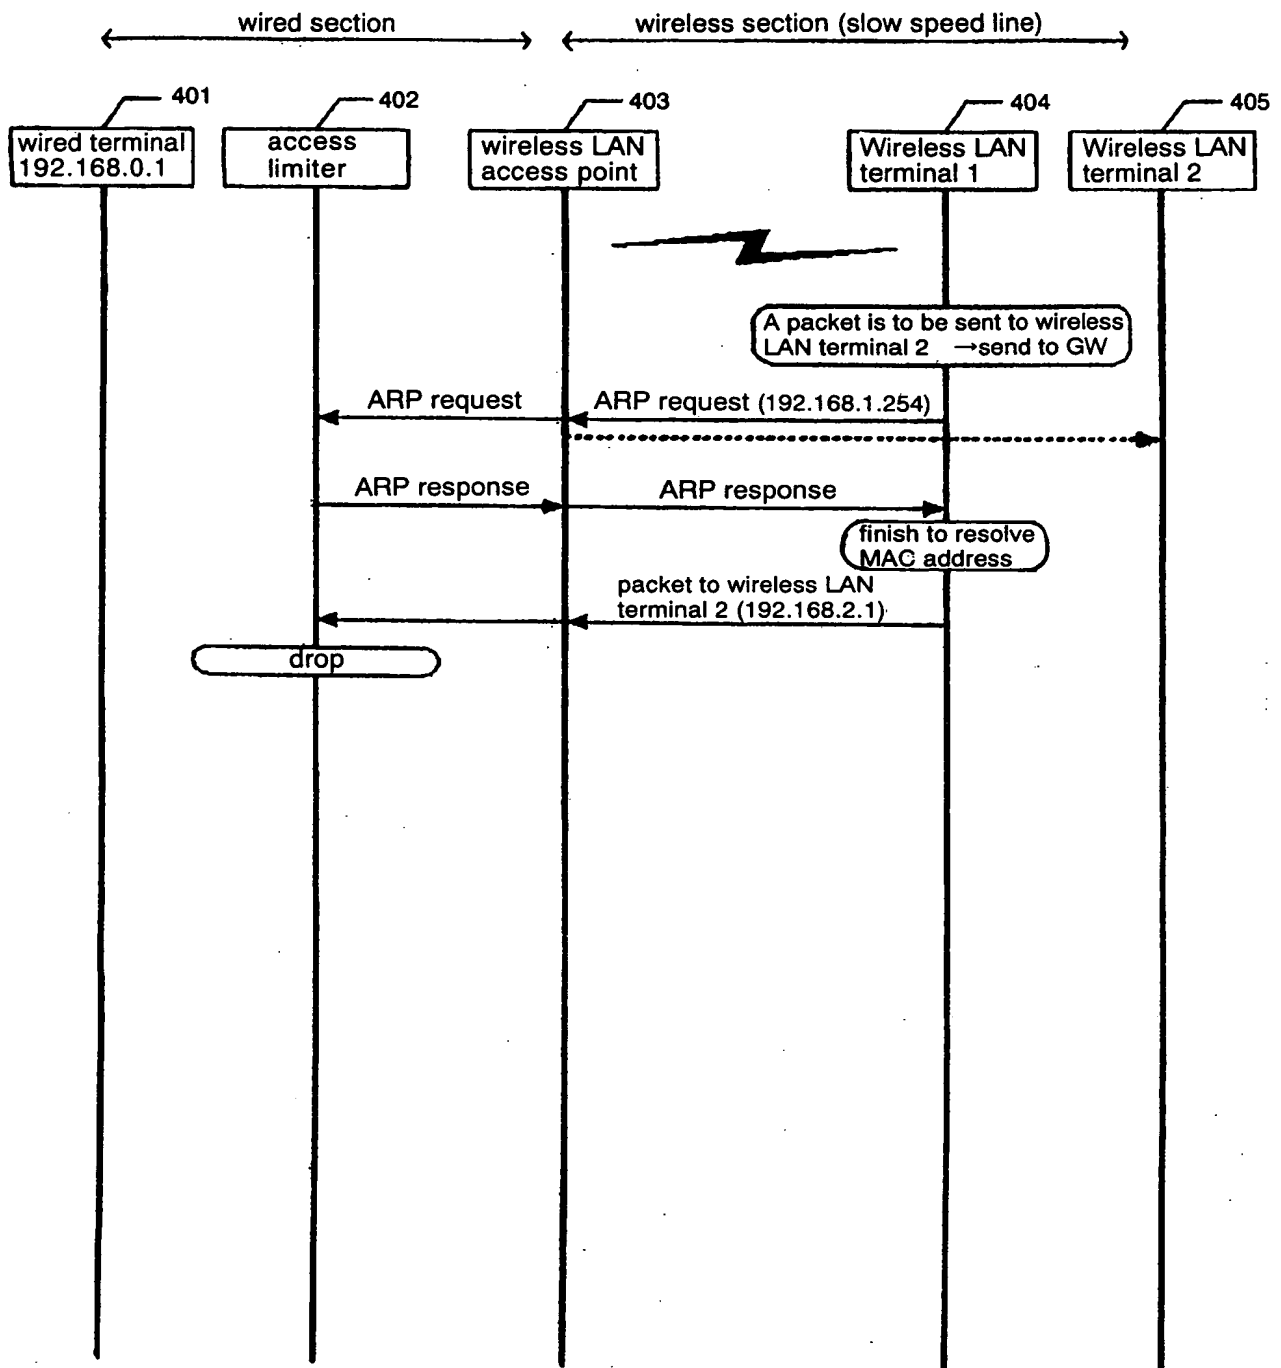 wired section
wireless section (slow speed line)
401
402
403
404
405
wired terminal
192.168.0.1
access
limiter
wireless LAN
access point
Wireless LAN
terminal 1
Wireless LAN
terminal 2
A packet is to be sent to wireless
LAN terminal 2 →send to GW
ARP request
ARP request (192.168.1.254)
ARP response
ARP response
finish to resolve
MAC address
packet to wireless LAN
terminal 2 (192.168.2.1)
drop